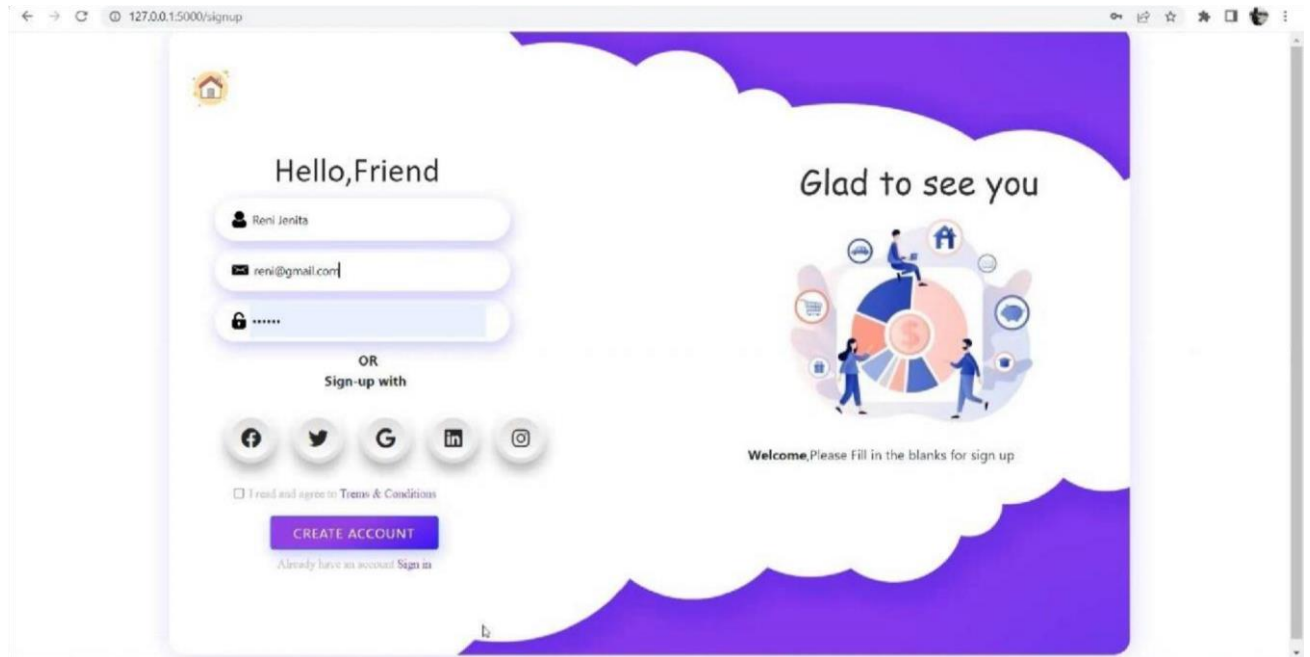 127.0.0.1:5000/signup
Hello,Friend
Reni Jenita
reni@gmail.com
••••••
OR
Sign-up with
I read and agree to Trems & Conditions
CREATE ACCOUNT
Already have an account Sign in
Glad to see you
Welcome,Please Fill in the blanks for sign up